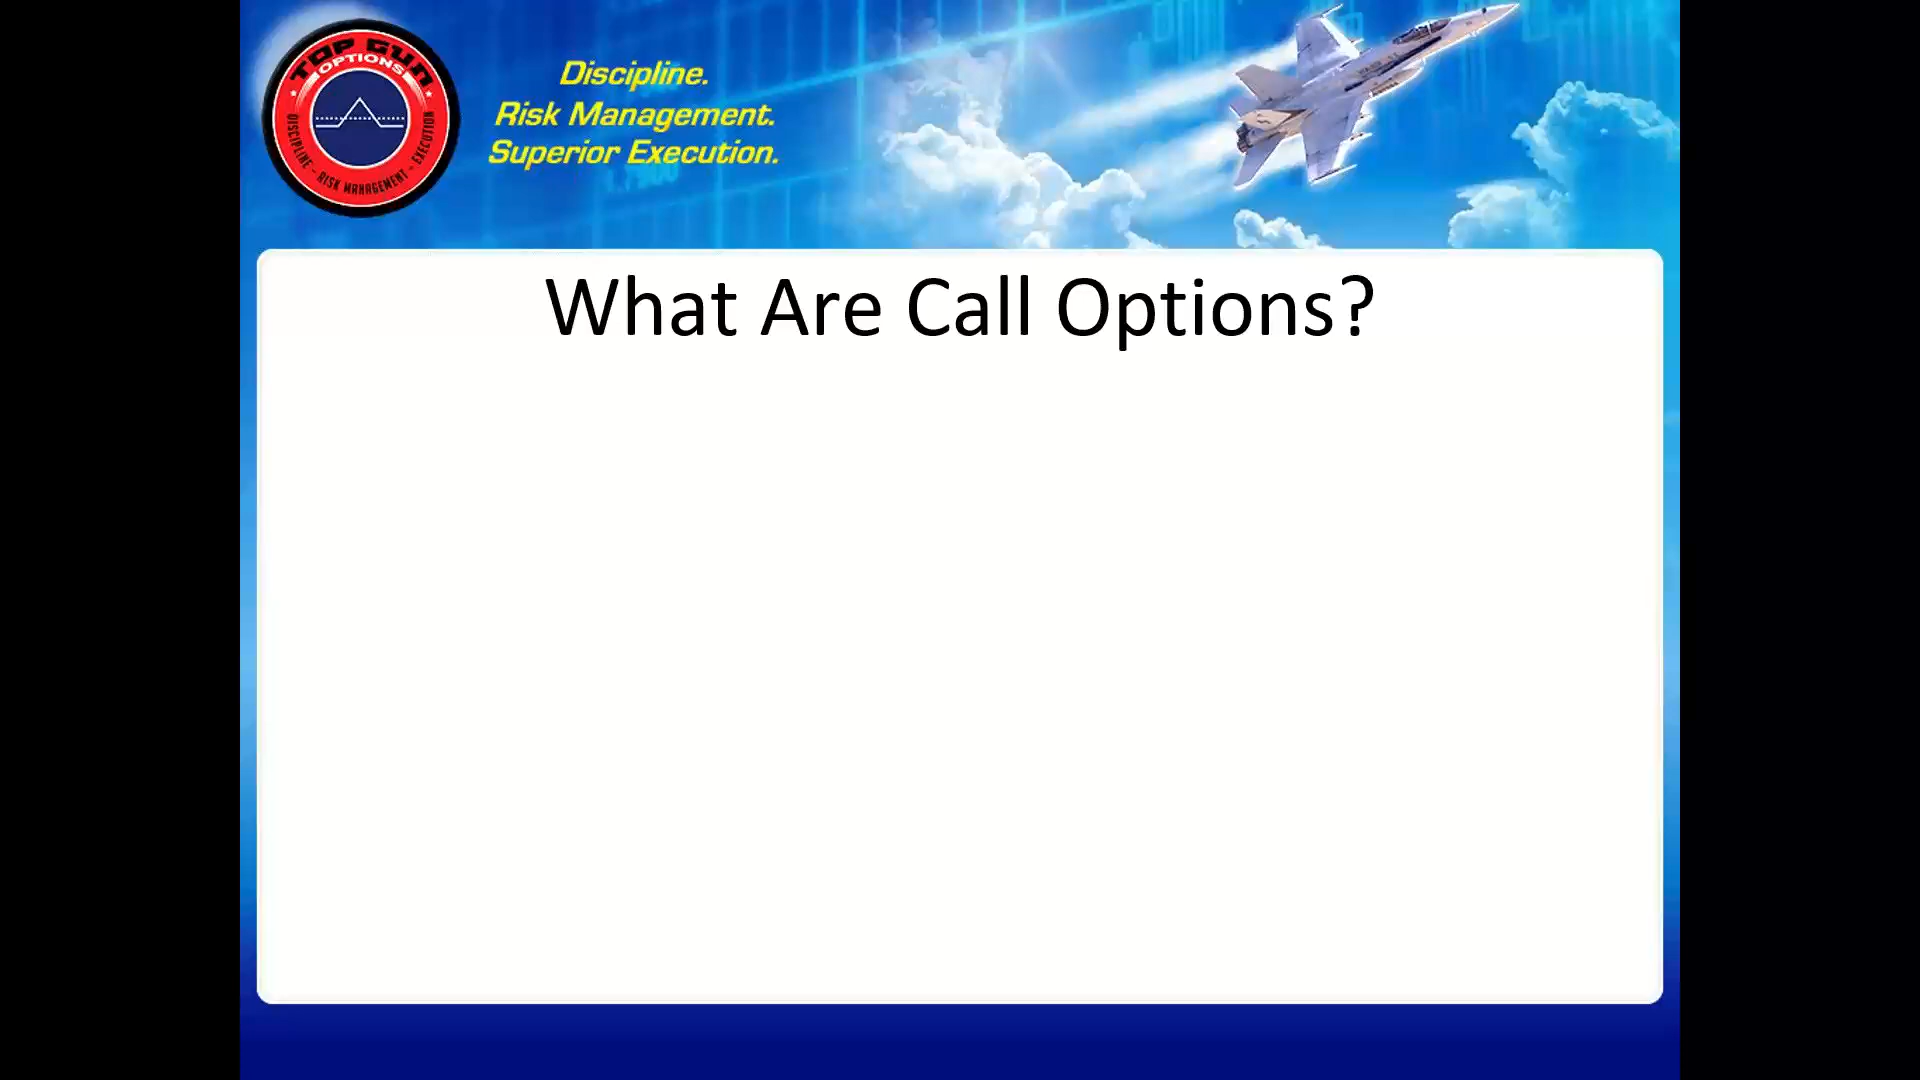 TOP GUN
OPTIONS
DISCIPLINE - RISK MANAGEMENT - EXECUTION
Discipline.
Risk Management.
Superior Execution.
What Are Call Options?